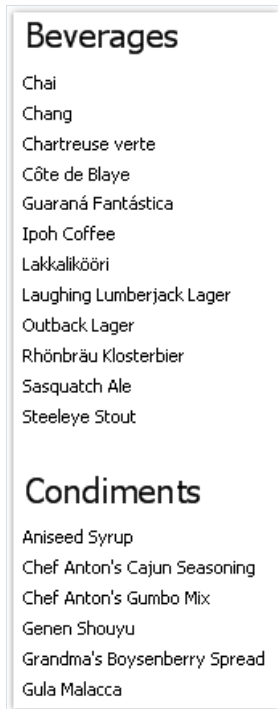 Beverages
Chai
Chang
Chartreuse verte
Côte de Blaye
Guaraná Fantástica
Ipoh Coffee
Lakkalikööri
Laughing Lumberjack Lager
Outback Lager
Rhönbräu Klosterbier
Sasquatch Ale
Steeleye Stout
Condiments
Aniseed Syrup
Chef Anton's Cajun Seasoning
Chef Anton's Gumbo Mix
Genen Shouyu
Grandma's Boysenberry Spread
Gula Malacca